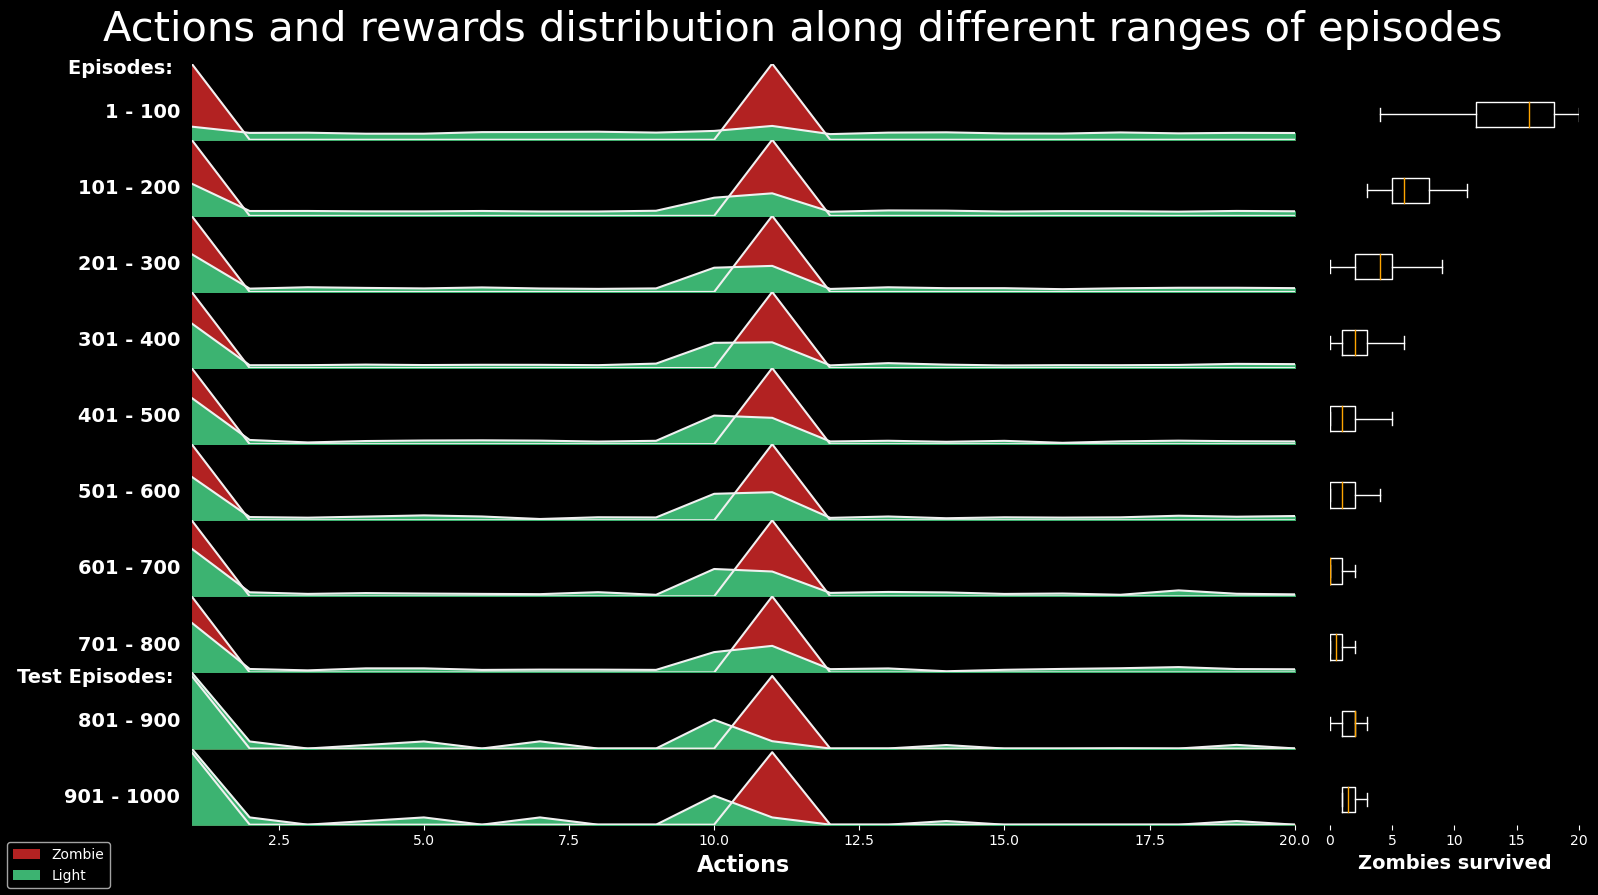 Actions and rewards distribution along different ranges of episodes
Episodes:
1 - 100
101 - 200
201 - 300
301 - 400
401 - 500
501 - 600
601 - 700
701 - 800
Test Episodes:
801 - 900
901 - 1000
2.5 5.0 7.5 10.0 12.5 15.0 17.5 20.0
Actions
0 5 10 15 20
Zombies survived
Zombie
Light